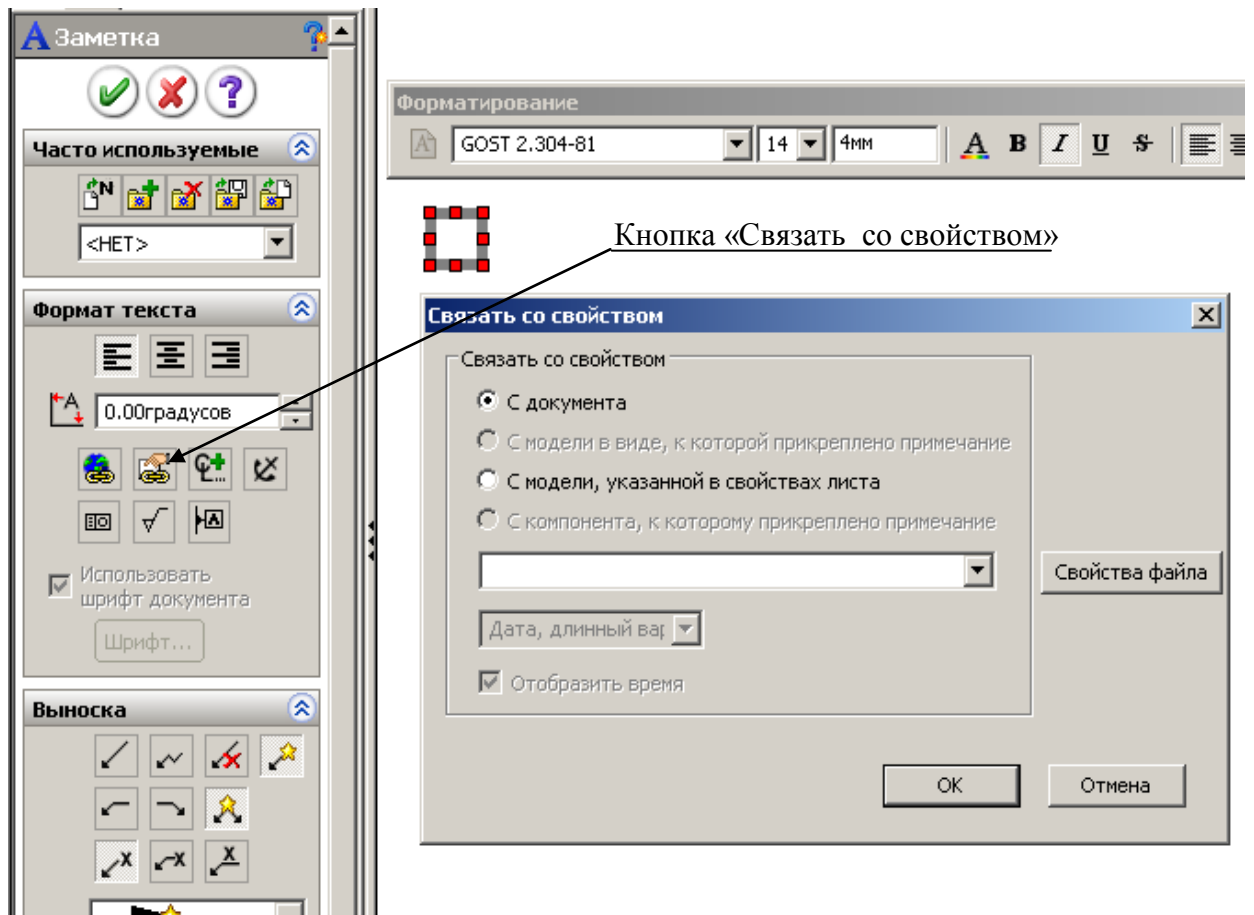 Заметка
Часто используемые
<НЕТ>
Формат текста
0.00градусов
Использовать
шрифт документа
Шрифт...
Выноска
Форматирование
GOST 2.304-81 14 4мм A B I U S
Кнопка «Связать со свойством»
Связать со свойством
Связать со свойством
С документа
С модели в виде, к которой прикреплено примечание
С модели, указанной в свойствах листа
С компонента, к которому прикреплено примечание
Свойства файла
Дата, длинный вар
Отобразить время
OK Отмена